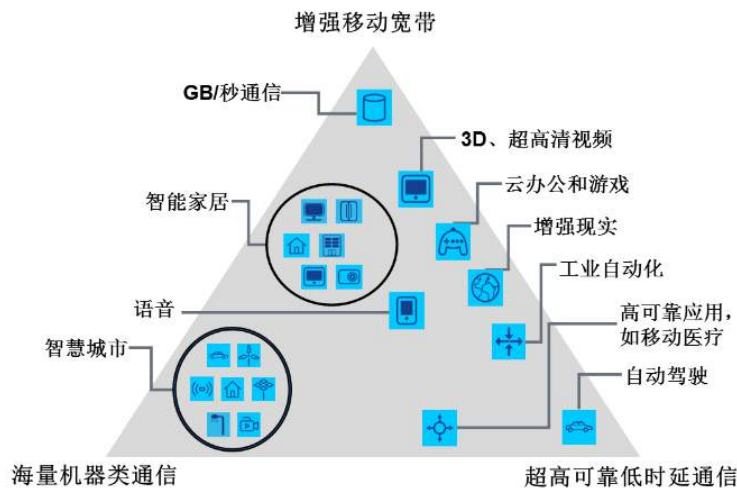 增强移动宽带
GB/秒通信
3D、超高清视频
云办公和游戏
智能家居
增强现实
工业自动化
语音
高可靠应用，
如移动医疗
智慧城市
自动驾驶
海量机器类通信
超高可靠低时延通信